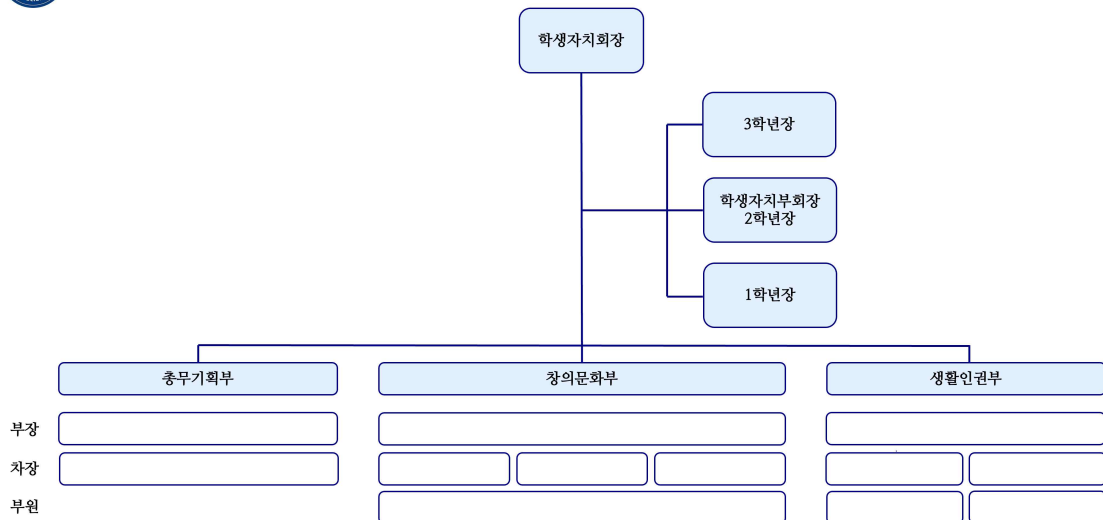 학생자치회장
3학년장
학생자치부회장
2학년장
1학년장
총무기획부
창의문화부
생활인권부
부장
차장
부원